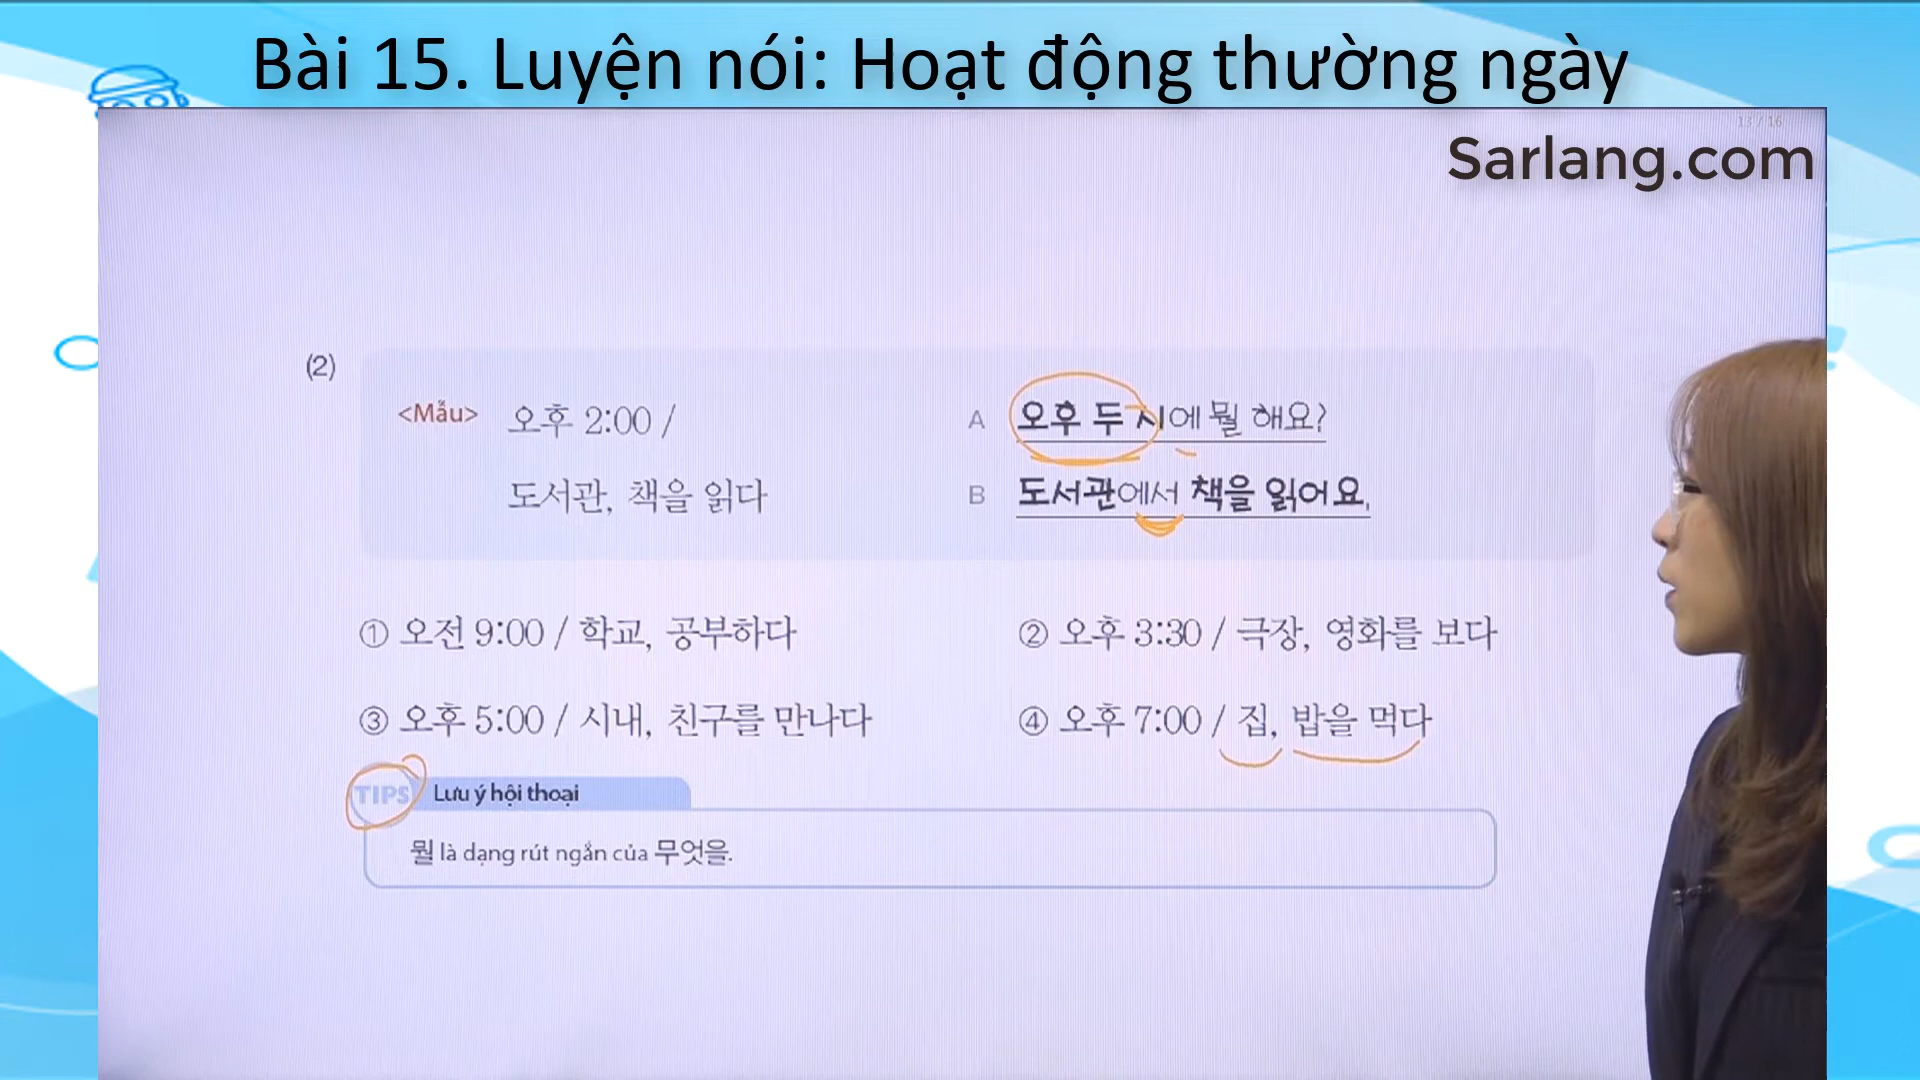 Bài 15. Luyện nói: Hoạt động thường ngày
13 / 16
Sarlang.com
(2)
<Mẫu> 오후 2:00 /
도서관, 책을 읽다
A 오후 두 시에 뭘 해요?
B 도서관에서 책을 읽어요.
① 오전 9:00 / 학교, 공부하다
② 오후 3:30 / 극장, 영화를 보다
③ 오후 5:00 / 시내, 친구를 만나다
④ 오후 7:00 / 집, 밥을 먹다
TIPS Lưu ý hội thoại
뭘 là dạng rút ngắn của 무엇을.